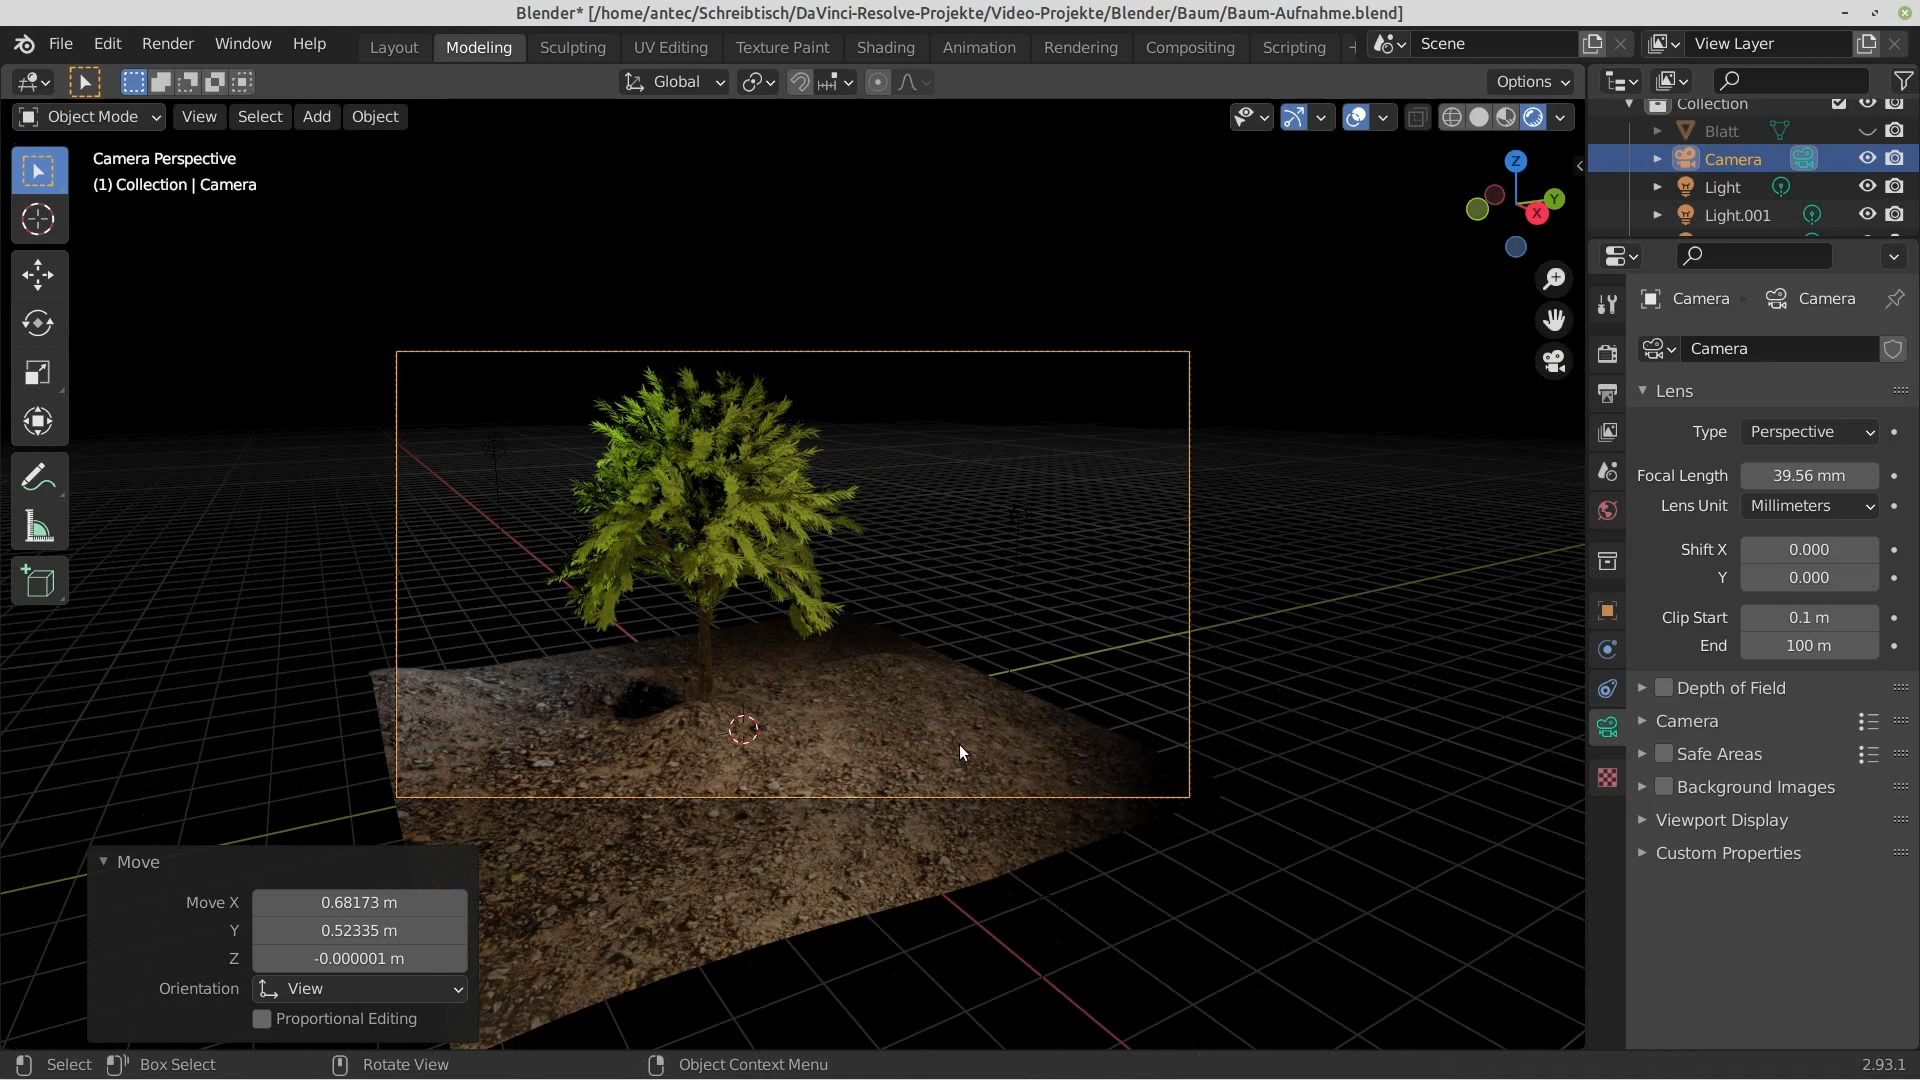 Blender* [/home/antec/Schreibtisch/DaVinci-Resolve-Projekte/Video-Projekte/Blender/Baum/Baum-Aufnahme.blend]
File Edit Render Window Help
Layout Modeling Sculpting UV Editing Texture Paint Shading Animation Rendering Compositing Scripting
Scene
View Layer
Global
Options
Object Mode View Select Add Object
Camera Perspective
(1) Collection | Camera
Z
Y
X
Collection
Blatt
Camera
Light
Light.001
Camera Camera
Camera
Lens
Type Perspective
Focal Length 39.56 mm
Lens Unit Millimeters
Shift X 0.000
Y 0.000
Clip Start 0.1 m
End 100 m
Depth of Field
Camera
Safe Areas
Background Images
Viewport Display
Custom Properties
Move
Move X 0.68173 m
Y 0.52335 m
Z -0.000001 m
Orientation View
Proportional Editing
Select Box Select Rotate View Object Context Menu 2.93.1